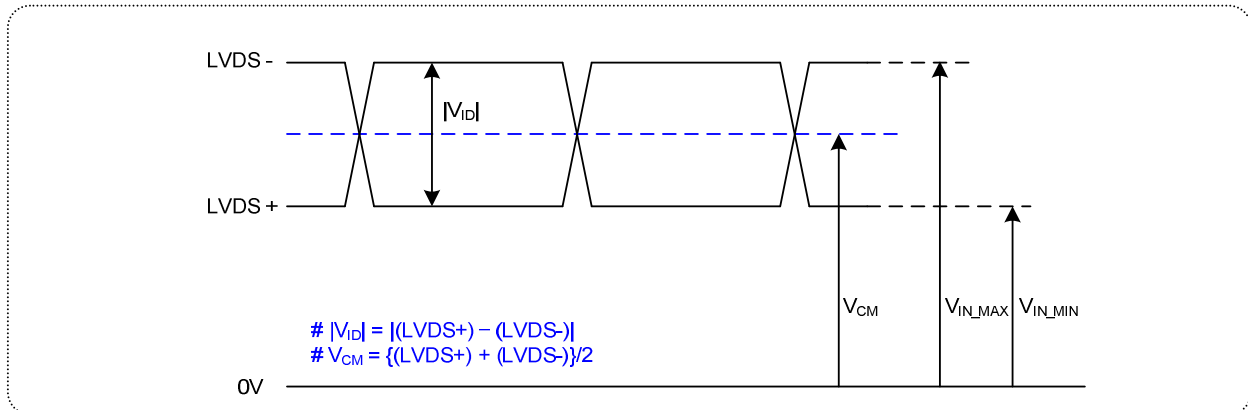 LVDS -
|VID|
LVDS +
VCM
VIN_MAX
VIN_MIN
# |VID| = |(LVDS+) – (LVDS-)|
# VCM = {(LVDS+) + (LVDS-)}/2
0V